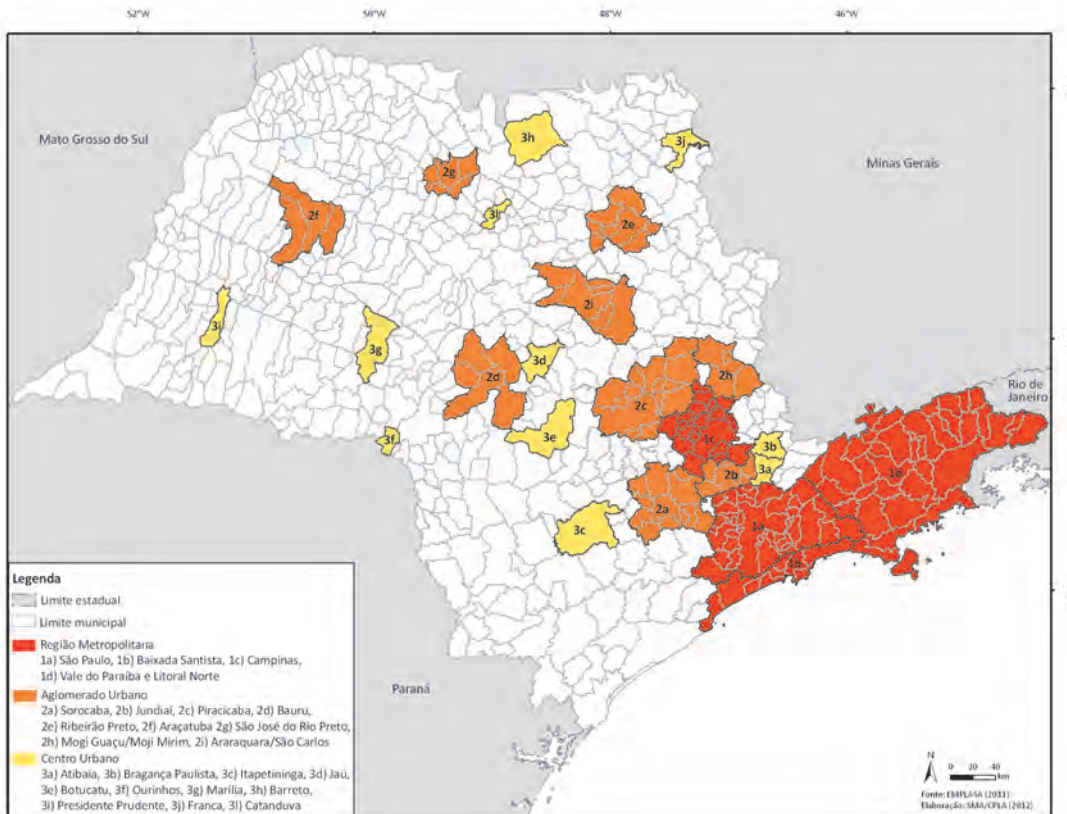 52°W 59°W 48°W 46°W
Mato Grosso do Sul
Minas Gerais
Rio de
Janeiro
Paraná
3h
3j
2g
3l
2f
2e
2i
3i
3g
3d
2d
2h
2c
1c
3e
3f
3b
3a
2b
1d
2a
1a
3c
1b
Legenda
Limite estadual
Limite municipal
Região Metropolitana
1a) São Paulo, 1b) Baixada Santista, 1c) Campinas,
1d) Vale do Paraíba e Litoral Norte
Aglomerado Urbano
2a) Sorocaba, 2b) Jundiaí, 2c) Piracicaba, 2d) Bauru,
2e) Ribeirão Preto, 2f) Araçatuba 2g) São José do Rio Preto,
2h) Mogi Guaçu/Moji Mirim, 2i) Araraquara/São Carlos
Centro Urbano
3a) Atibaia, 3b) Bragança Paulista, 3c) Itapetininga, 3d) Jaú,
3e) Botucatu, 3f) Ourinhos, 3g) Marília, 3h) Barreto,
3i) Presidente Prudente, 3j) Franca, 3l) Catanduva
N
0 20 40
km
Fonte: EMPLASA (2011)
Elaboração: SMA/CPLA (2012)